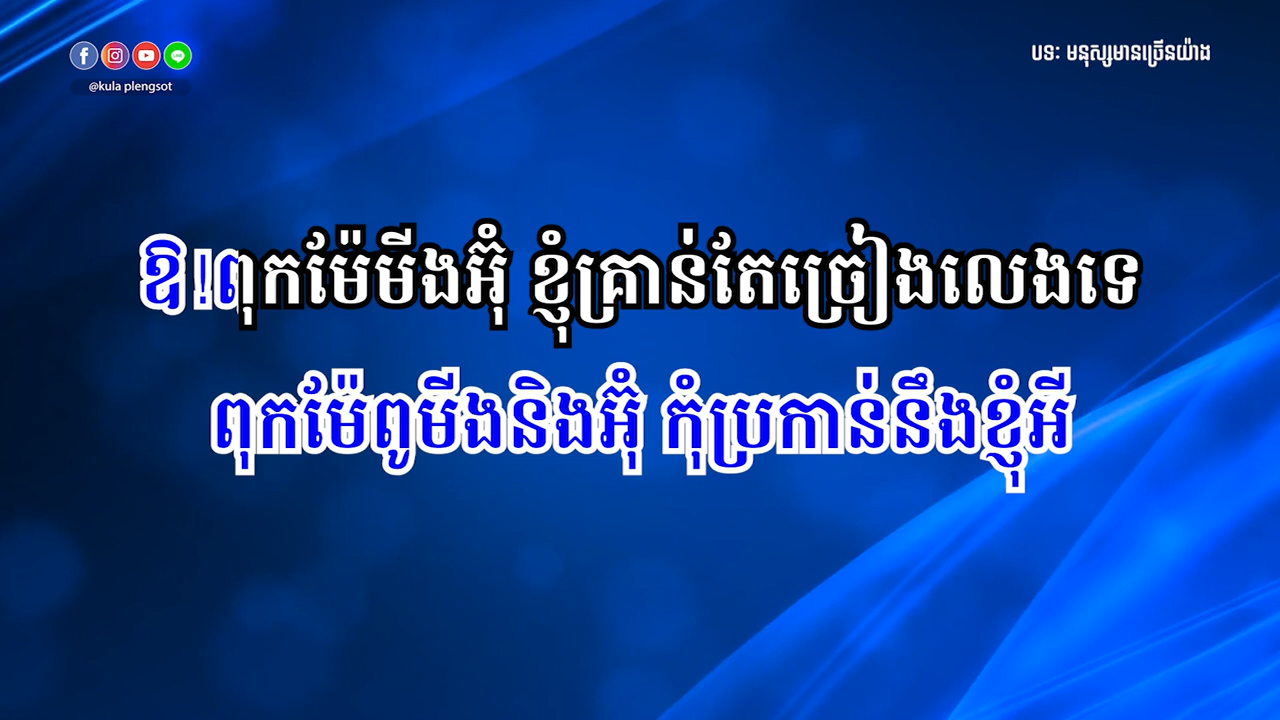 @kula plengsot
បទ: មនុស្សមានច្រើនយ៉ាង
ឱ!ពុកម៉ែមីងអ៊ុំ ខ្ញុំគ្រាន់តែច្រៀងលេងទេ
ពុកម៉ែពូមីងនិងអ៊ុំ កុំប្រកាន់នឹងខ្ញុំអី